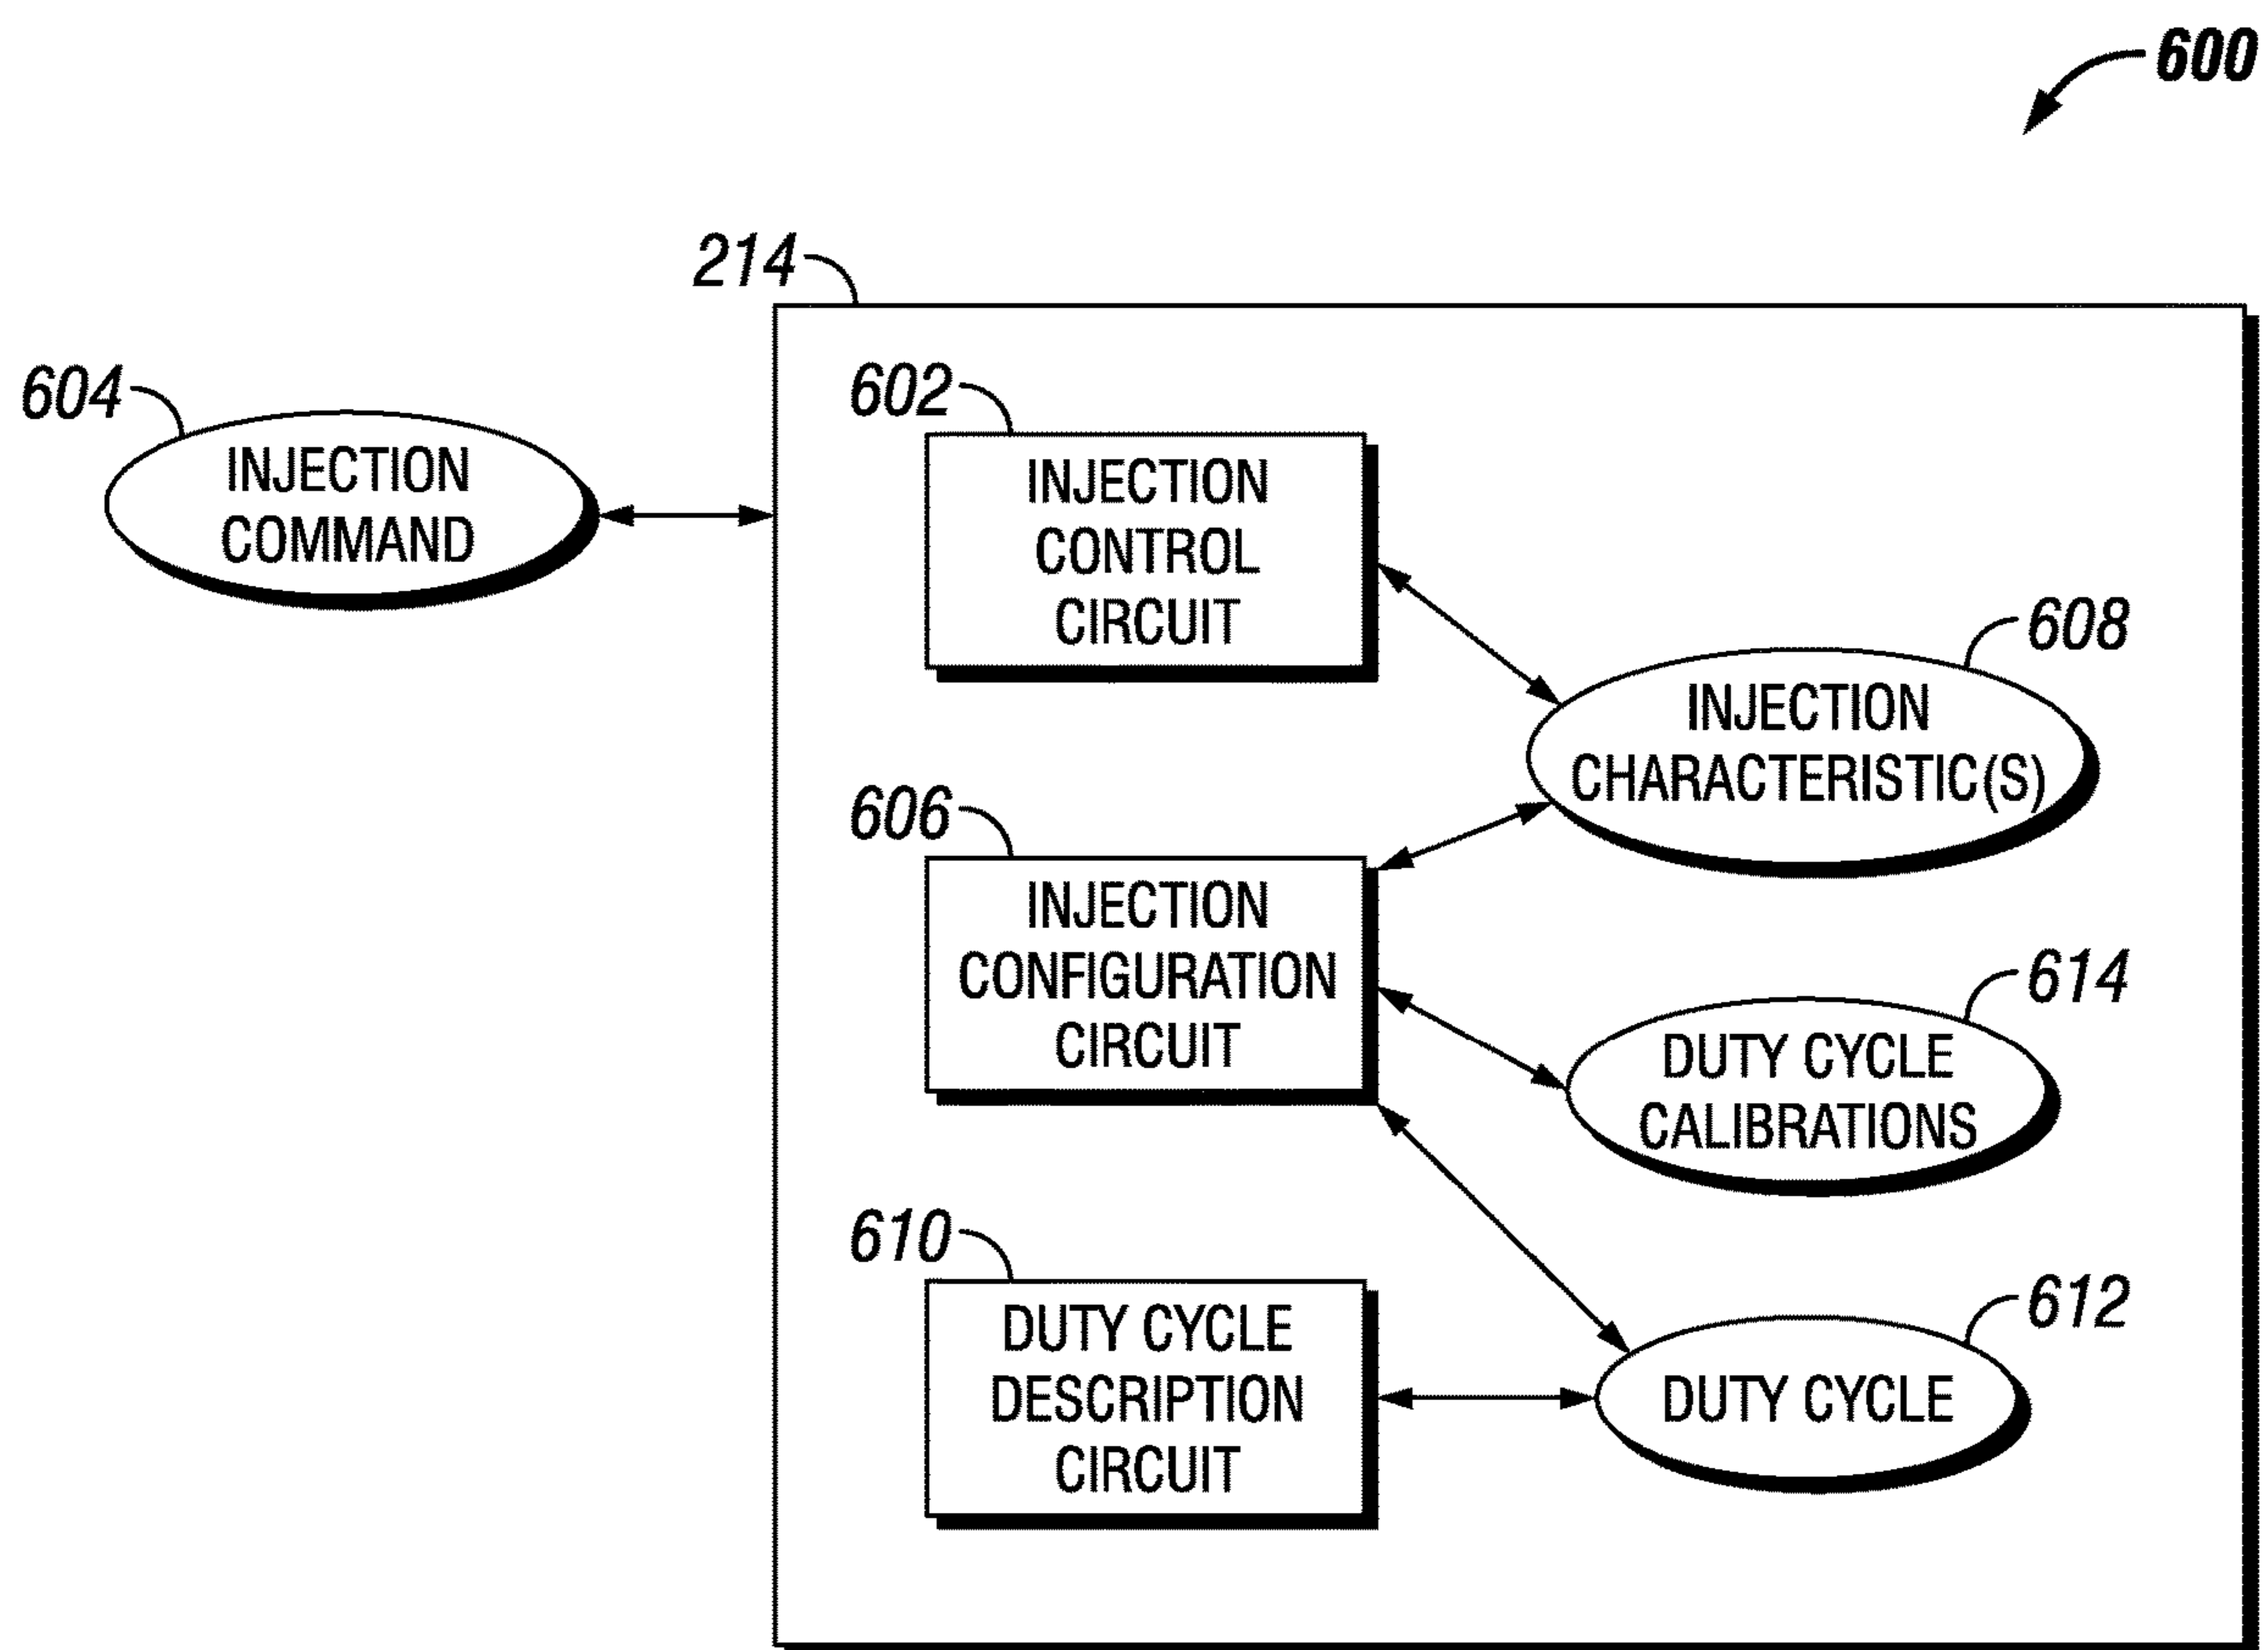 600
214
604
INJECTION
COMMAND
602
INJECTION
CONTROL
CIRCUIT
608
INJECTION
CHARACTERISTIC(S)
606
INJECTION
CONFIGURATION
CIRCUIT
614
DUTY CYCLE
CALIBRATIONS
610
DUTY CYCLE
DESCRIPTION
CIRCUIT
612
DUTY CYCLE